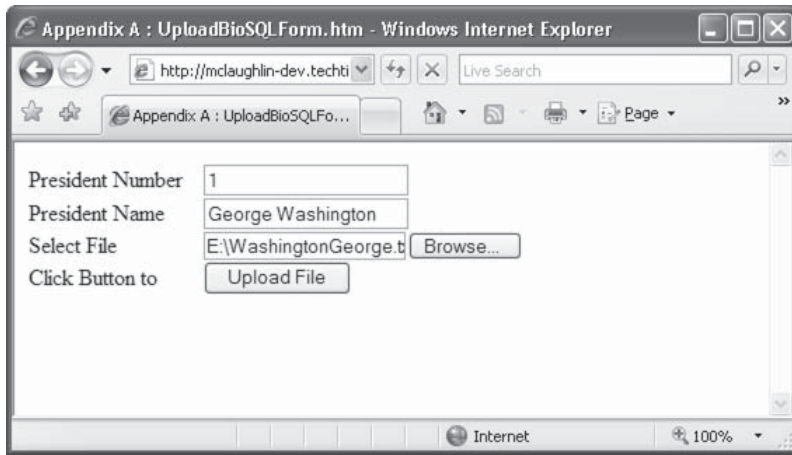 Appendix A : UploadBioSQLForm.htm - Windows Internet Explorer
http://mclaughlin-dev.techti
Live Search
Appendix A : UploadBioSQLFo...
Page
»
President Number 1
President Name George Washington
Select File E:\WashingtonGeorge.t Browse...
Click Button to Upload File
Internet 100%